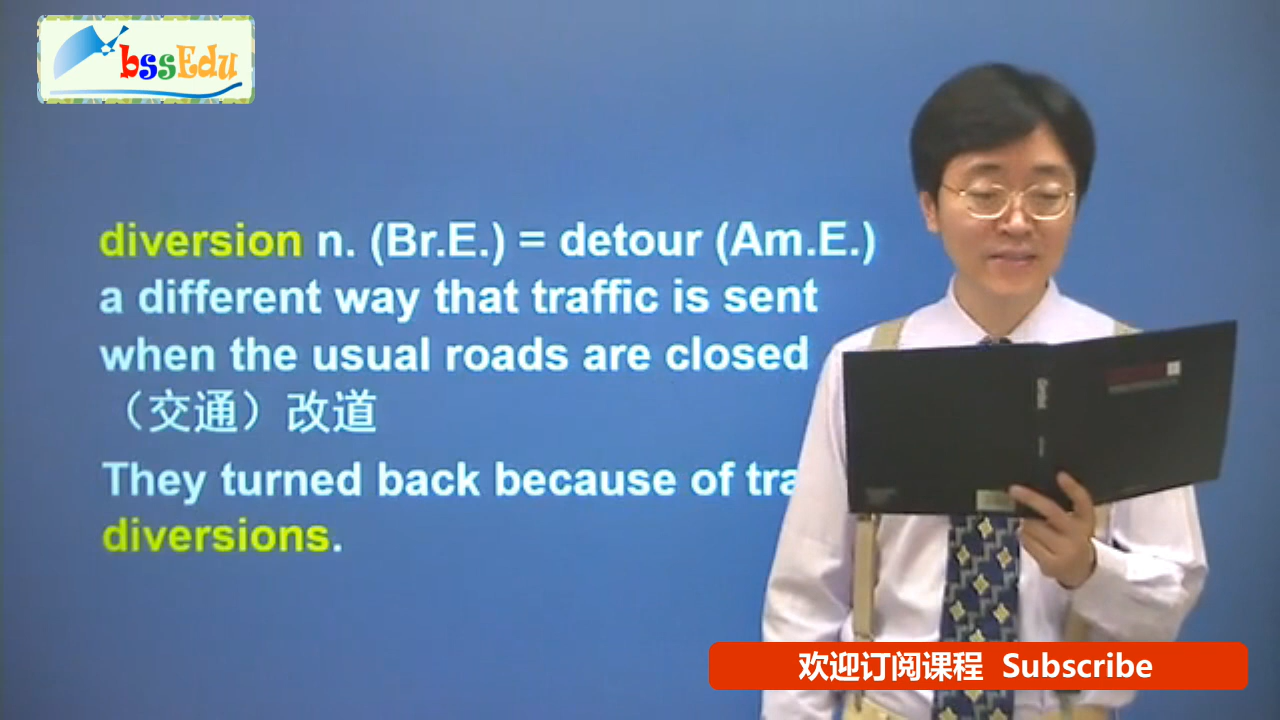 bssEdu
diversion n. (Br.E.) = detour (Am.E.)
a different way that traffic is sent
when the usual roads are closed
（交通）改道
They turned back because of
diversions.
欢迎订阅课程 Subscribe